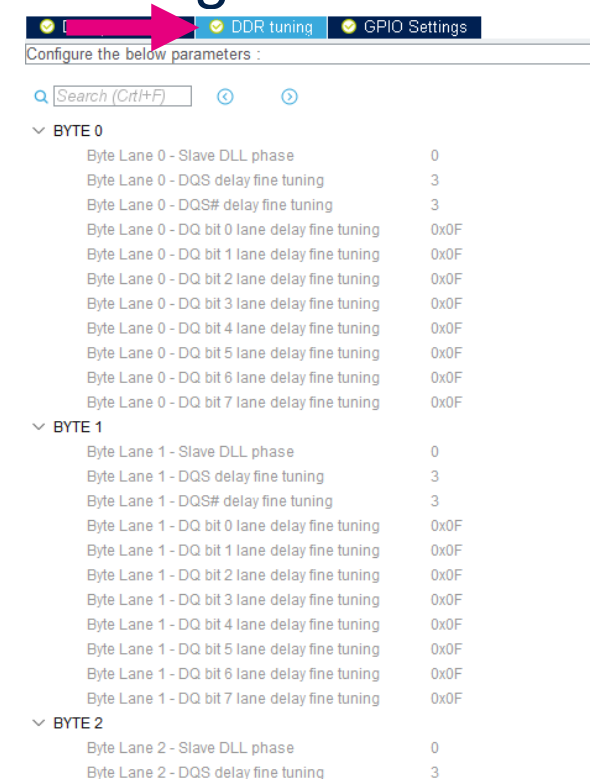 DDR tuning
GPIO Settings
Configure the below parameters :
Search (Crtl+F)
BYTE 0
Byte Lane 0 - Slave DLL phase 0
Byte Lane 0 - DQS delay fine tuning 3
Byte Lane 0 - DQS# delay fine tuning 3
Byte Lane 0 - DQ bit 0 lane delay fine tuning 0x0F
Byte Lane 0 - DQ bit 1 lane delay fine tuning 0x0F
Byte Lane 0 - DQ bit 2 lane delay fine tuning 0x0F
Byte Lane 0 - DQ bit 3 lane delay fine tuning 0x0F
Byte Lane 0 - DQ bit 4 lane delay fine tuning 0x0F
Byte Lane 0 - DQ bit 5 lane delay fine tuning 0x0F
Byte Lane 0 - DQ bit 6 lane delay fine tuning 0x0F
Byte Lane 0 - DQ bit 7 lane delay fine tuning 0x0F
BYTE 1
Byte Lane 1 - Slave DLL phase 0
Byte Lane 1 - DQS delay fine tuning 3
Byte Lane 1 - DQS# delay fine tuning 3
Byte Lane 1 - DQ bit 0 lane delay fine tuning 0x0F
Byte Lane 1 - DQ bit 1 lane delay fine tuning 0x0F
Byte Lane 1 - DQ bit 2 lane delay fine tuning 0x0F
Byte Lane 1 - DQ bit 3 lane delay fine tuning 0x0F
Byte Lane 1 - DQ bit 4 lane delay fine tuning 0x0F
Byte Lane 1 - DQ bit 5 lane delay fine tuning 0x0F
Byte Lane 1 - DQ bit 6 lane delay fine tuning 0x0F
Byte Lane 1 - DQ bit 7 lane delay fine tuning 0x0F
BYTE 2
Byte Lane 2 - Slave DLL phase 0
Byte Lane 2 - DQS delay fine tuning 3